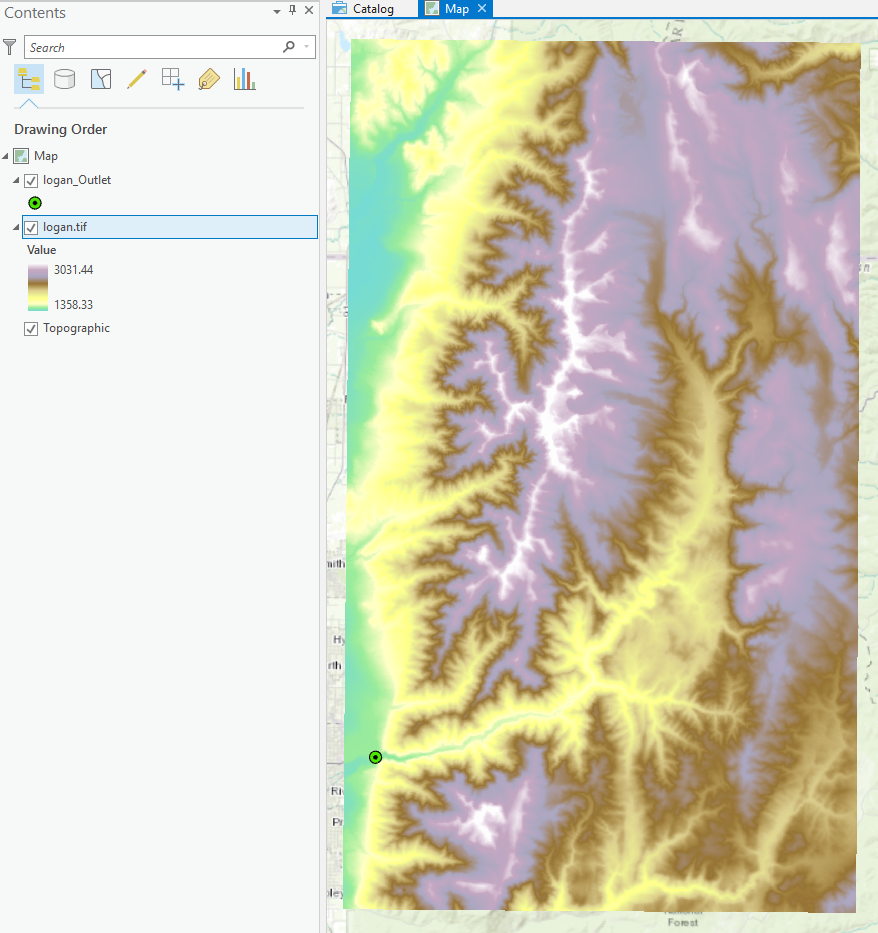 Contents
Catalog
Map
Search
Drawing Order
Map
logan_Outlet
logan.tif
Value
3031.44
1358.33
Topographic
Forest